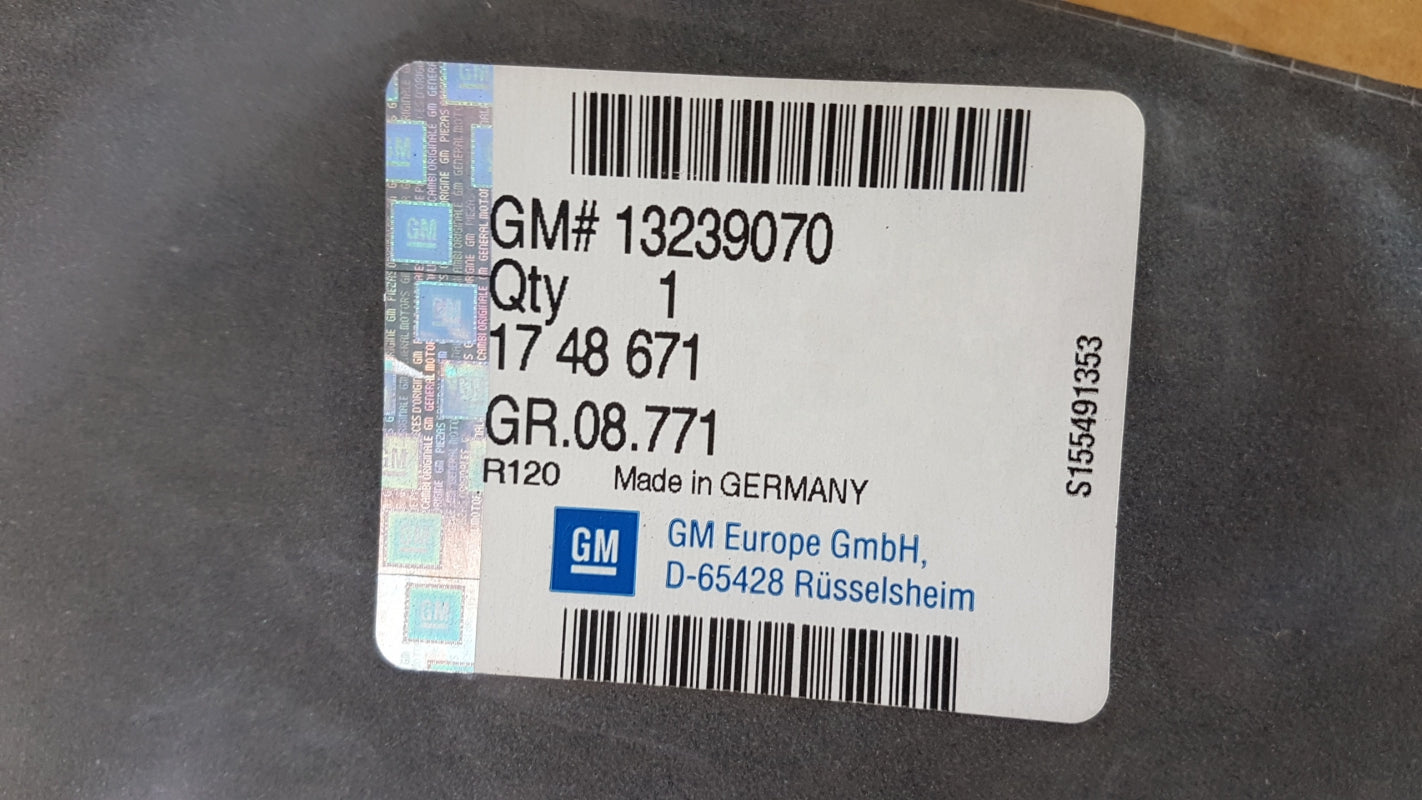 GM# 13239070
Qty 1
17 48 671
GR.08.771
R120 Made in GERMANY
GM
GM Europe GmbH,
D-65428 Rüsselsheim
S155491353